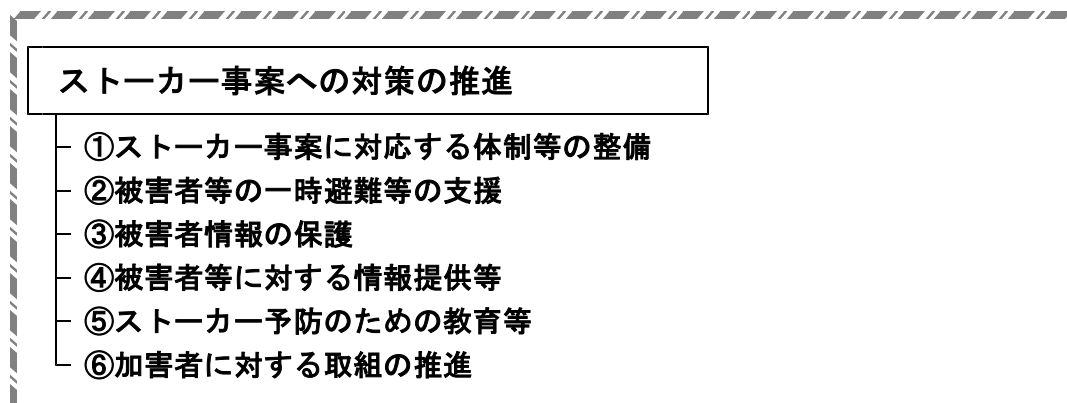 ストーカー事案への対策の推進
①ストーカー事案に対応する体制等の整備
②被害者等の一時避難等の支援
③被害者情報の保護
④被害者等に対する情報提供等
⑤ストーカー予防のための教育等
⑥加害者に対する取組の推進